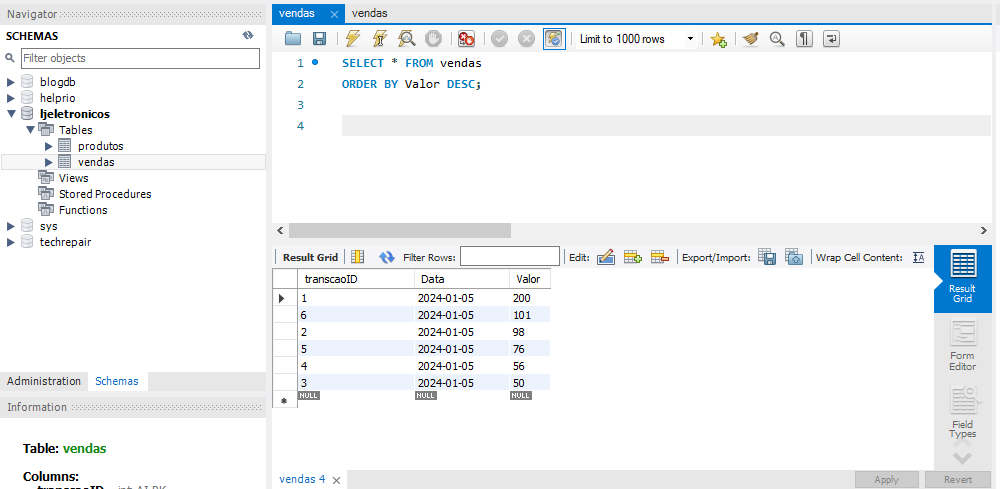 Navigator
SCHEMAS
Filter objects
blogdb
helprio
ljeletronicos
Tables
produtos
vendas
Views
Stored Procedures
Functions
sys
techrepair
Administration Schemas
Information
Table: vendas
Columns:
vendas vendas
Limit to 1000 rows
1 SELECT * FROM vendas
2 ORDER BY Valor DESC;
3
4
Result Grid Filter Rows: Edit: Export/Import: Wrap Cell Content: IA
transcaoID Data Valor
1 2024-01-05 200
6 2024-01-05 101
2 2024-01-05 98
5 2024-01-05 76
4 2024-01-05 56
3 2024-01-05 50
NULL NULL NULL
Result
Grid
Form
Editor
Field
Types
vendas 4
Apply Revert